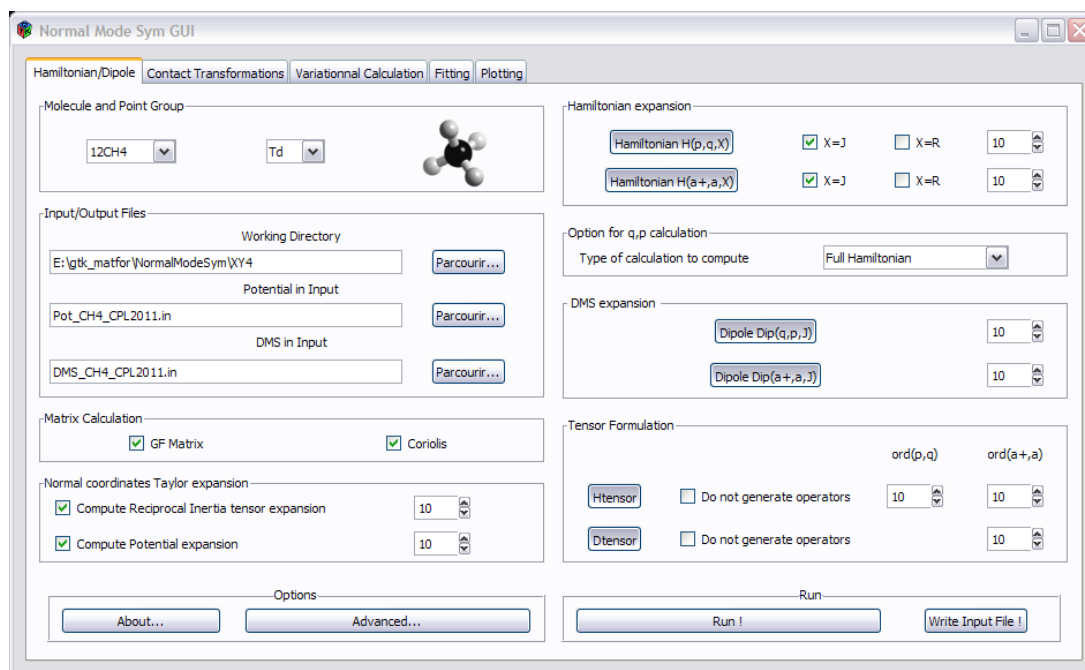 Normal Mode Sym GUI
Hamiltonian/Dipole Contact Transformations Variationnal Calculation Fitting Plotting
Molecule and Point Group
12CH4 Td
Input/Output Files
Working Directory
E:\gtk_matfor\NormalModeSym\XY4 Parcourir...
Potential in Input
Pot_CH4_CPL2011.in Parcourir...
DMS in Input
DMS_CH4_CPL2011.in Parcourir...
Matrix Calculation
GF Matrix Coriolis
Normal coordinates Taylor expansion
Compute Reciprocal Inertia tensor expansion 10
Compute Potential expansion 10
Options
About... Advanced...
Hamiltonian expansion
Hamiltonian H(p,q,X) X=J X=R 10
Hamiltonian H(a+,a,X) X=J X=R 10
Option for q,p calculation
Type of calculation to compute Full Hamiltonian
DMS expansion
Dipole Dip(q,p,J) 10
Dipole Dip(a+,a,J) 10
Tensor Formulation
ord(p,q) ord(a+,a)
Htensor Do not generate operators 10 10
Dtensor Do not generate operators 10
Run
Run ! Write Input File !